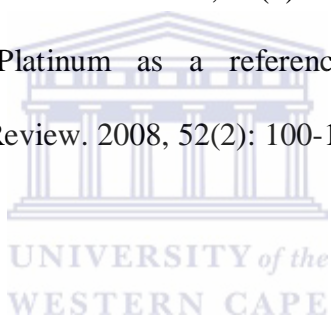 Platinum as a referenc
Review. 2008, 52(2): 100-1
UNIVERSITY of the
WESTERN CAPE